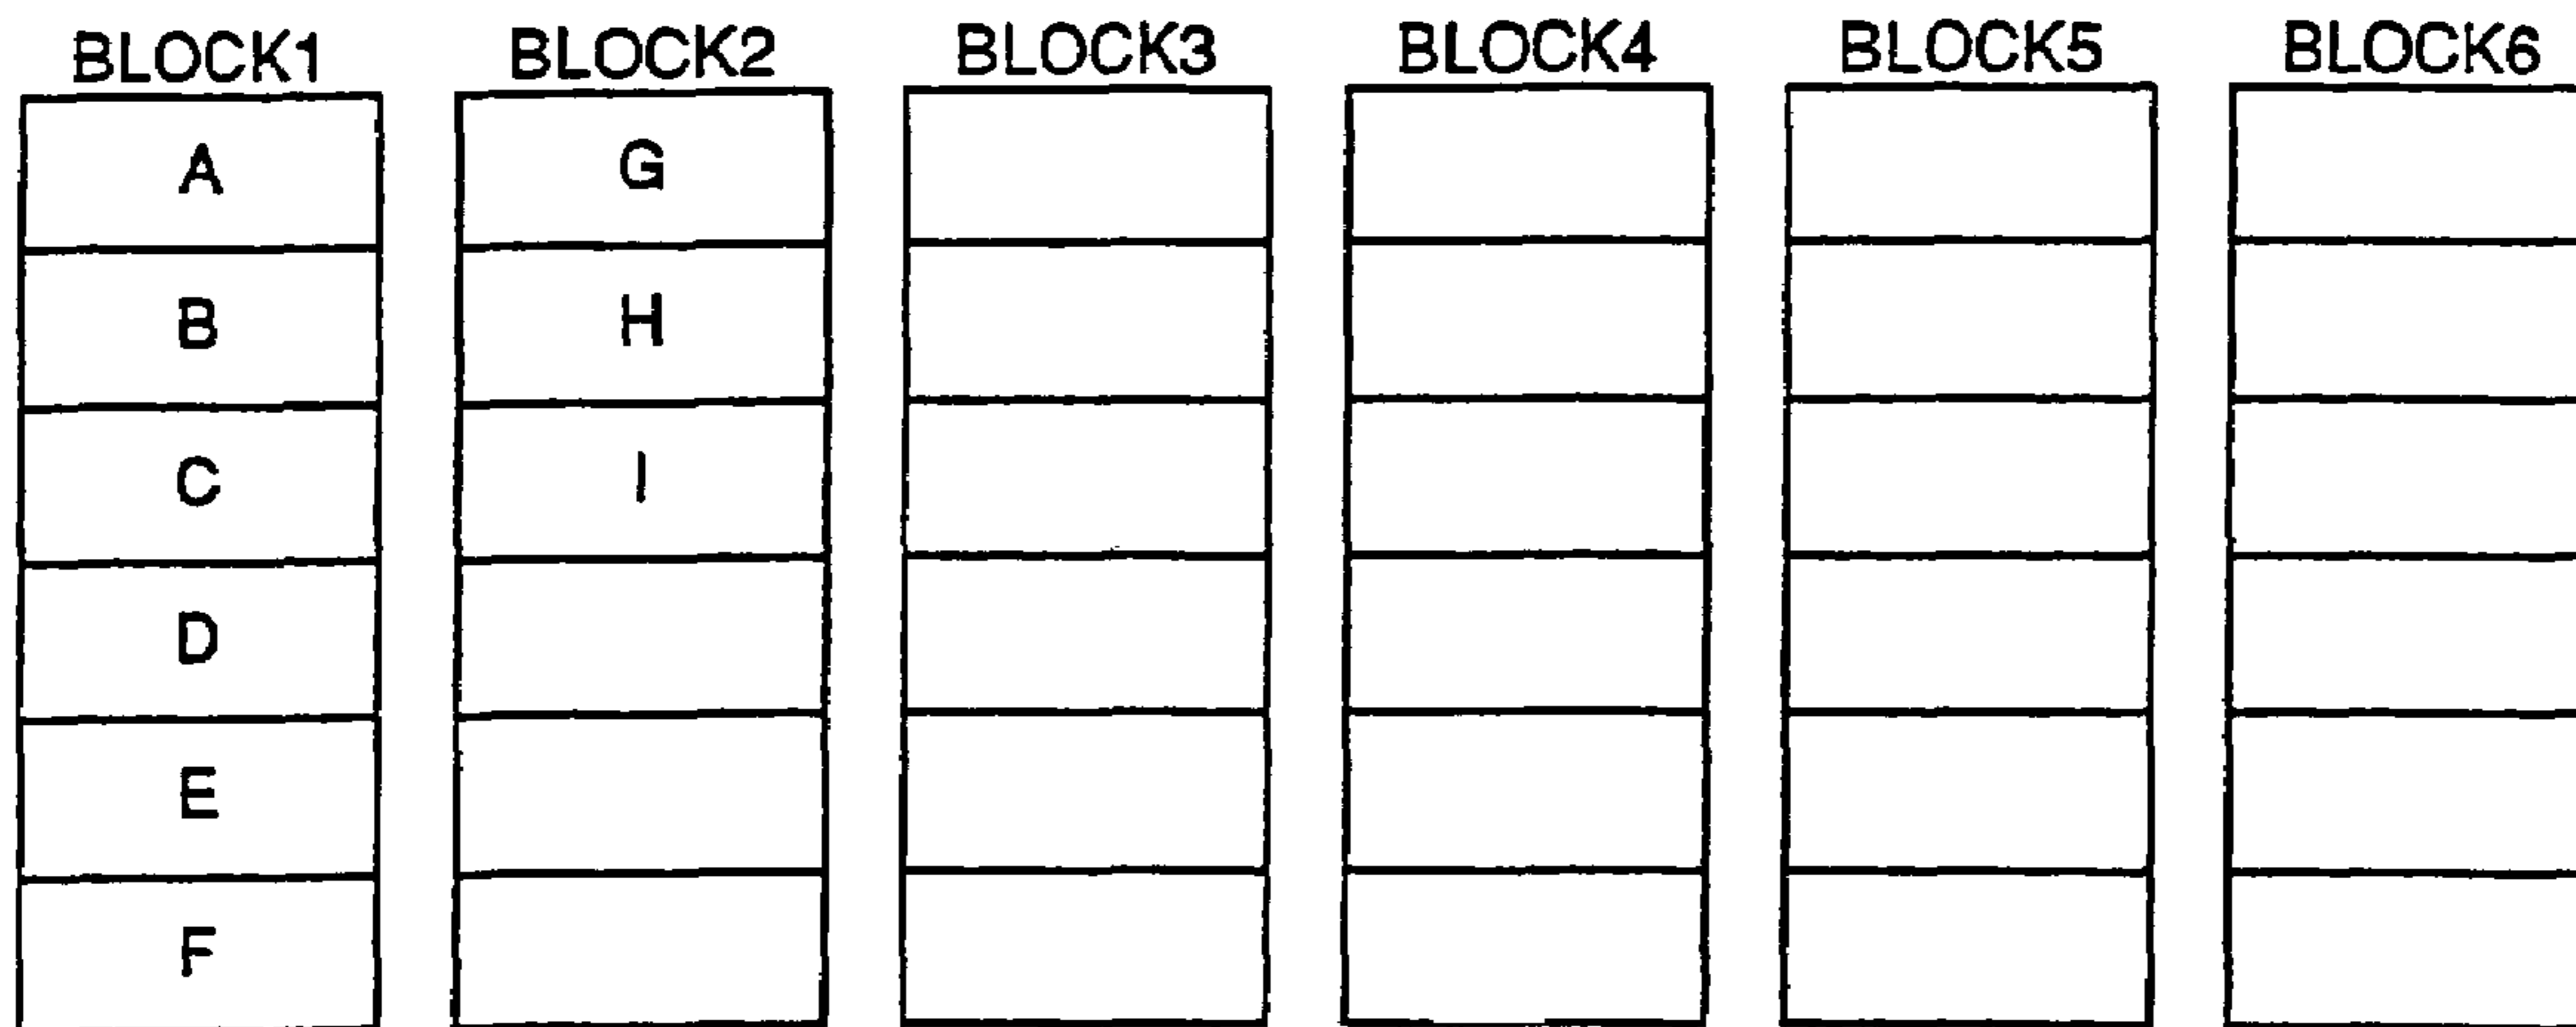 BLOCK1 BLOCK2 BLOCK3 BLOCK4 BLOCK5 BLOCK6
A G
B H
C I
D
E
F